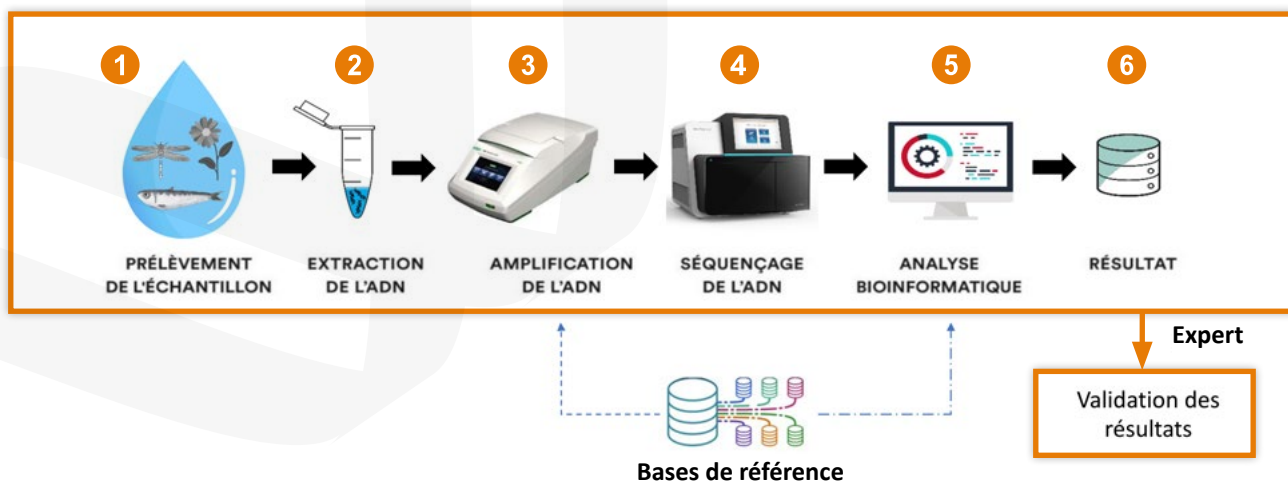 1
2
3
4
5
6
PRÉLÈVEMENT
DE L'ÉCHANTILLON
EXTRACTION
DE L'ADN
AMPLIFICATION
DE L'ADN
SÉQUENÇAGE
DE L'ADN
ANALYSE
BIOINFORMATIQUE
RÉSULTAT
Expert
Validation des
résultats
Bases de référence